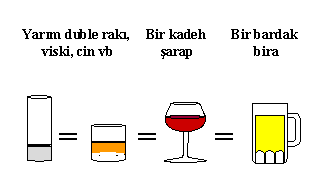 Yarım duble rakı,
viski, cin vb
Bir kadeh
şarap
Bir bardak
bira
= = =